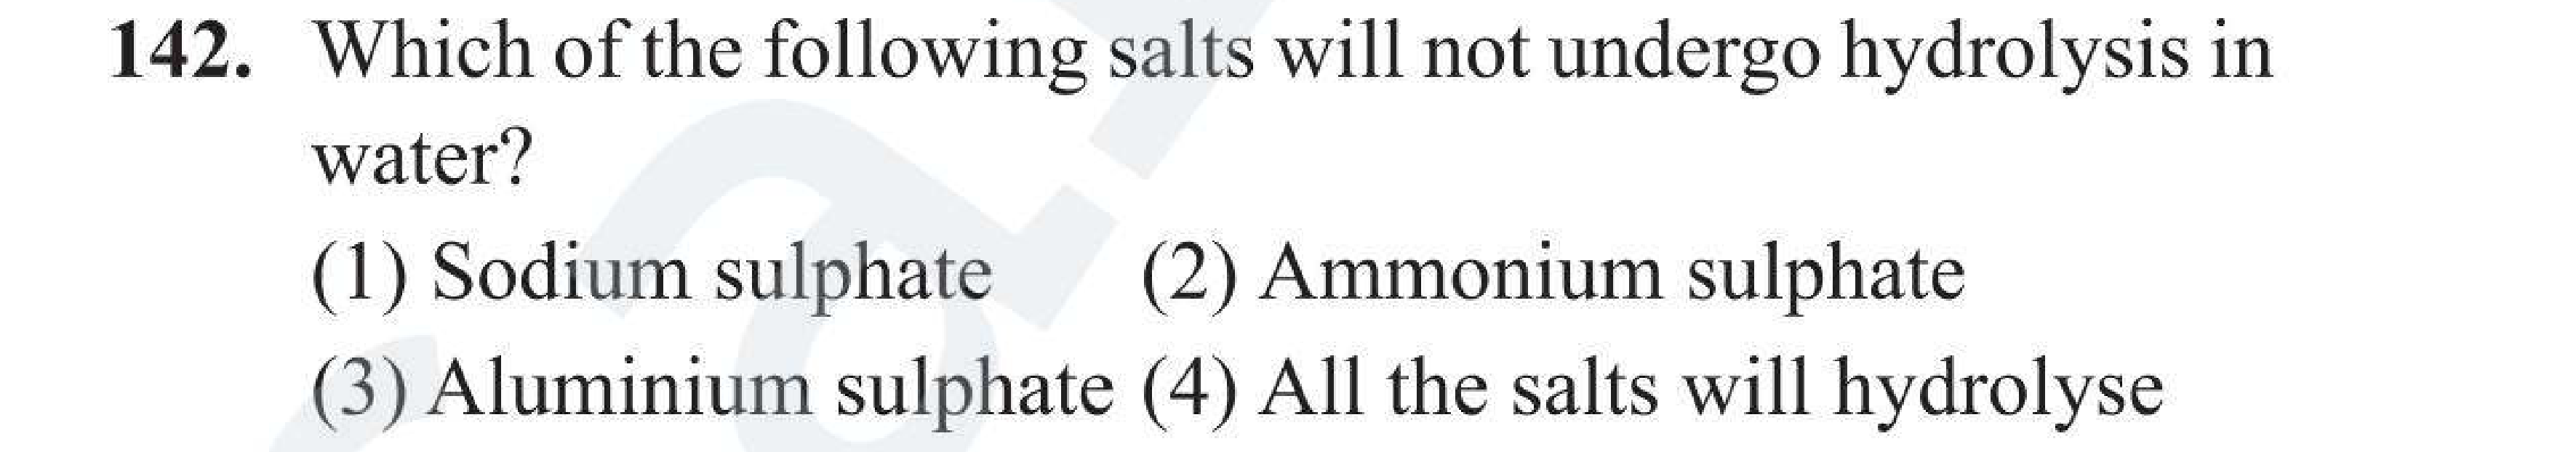 142. Which of the following salts will not undergo hydrolysis in
water?
(1) Sodium sulphate (2) Ammonium sulphate
(3) Aluminium sulphate (4) All the salts will hydrolyse